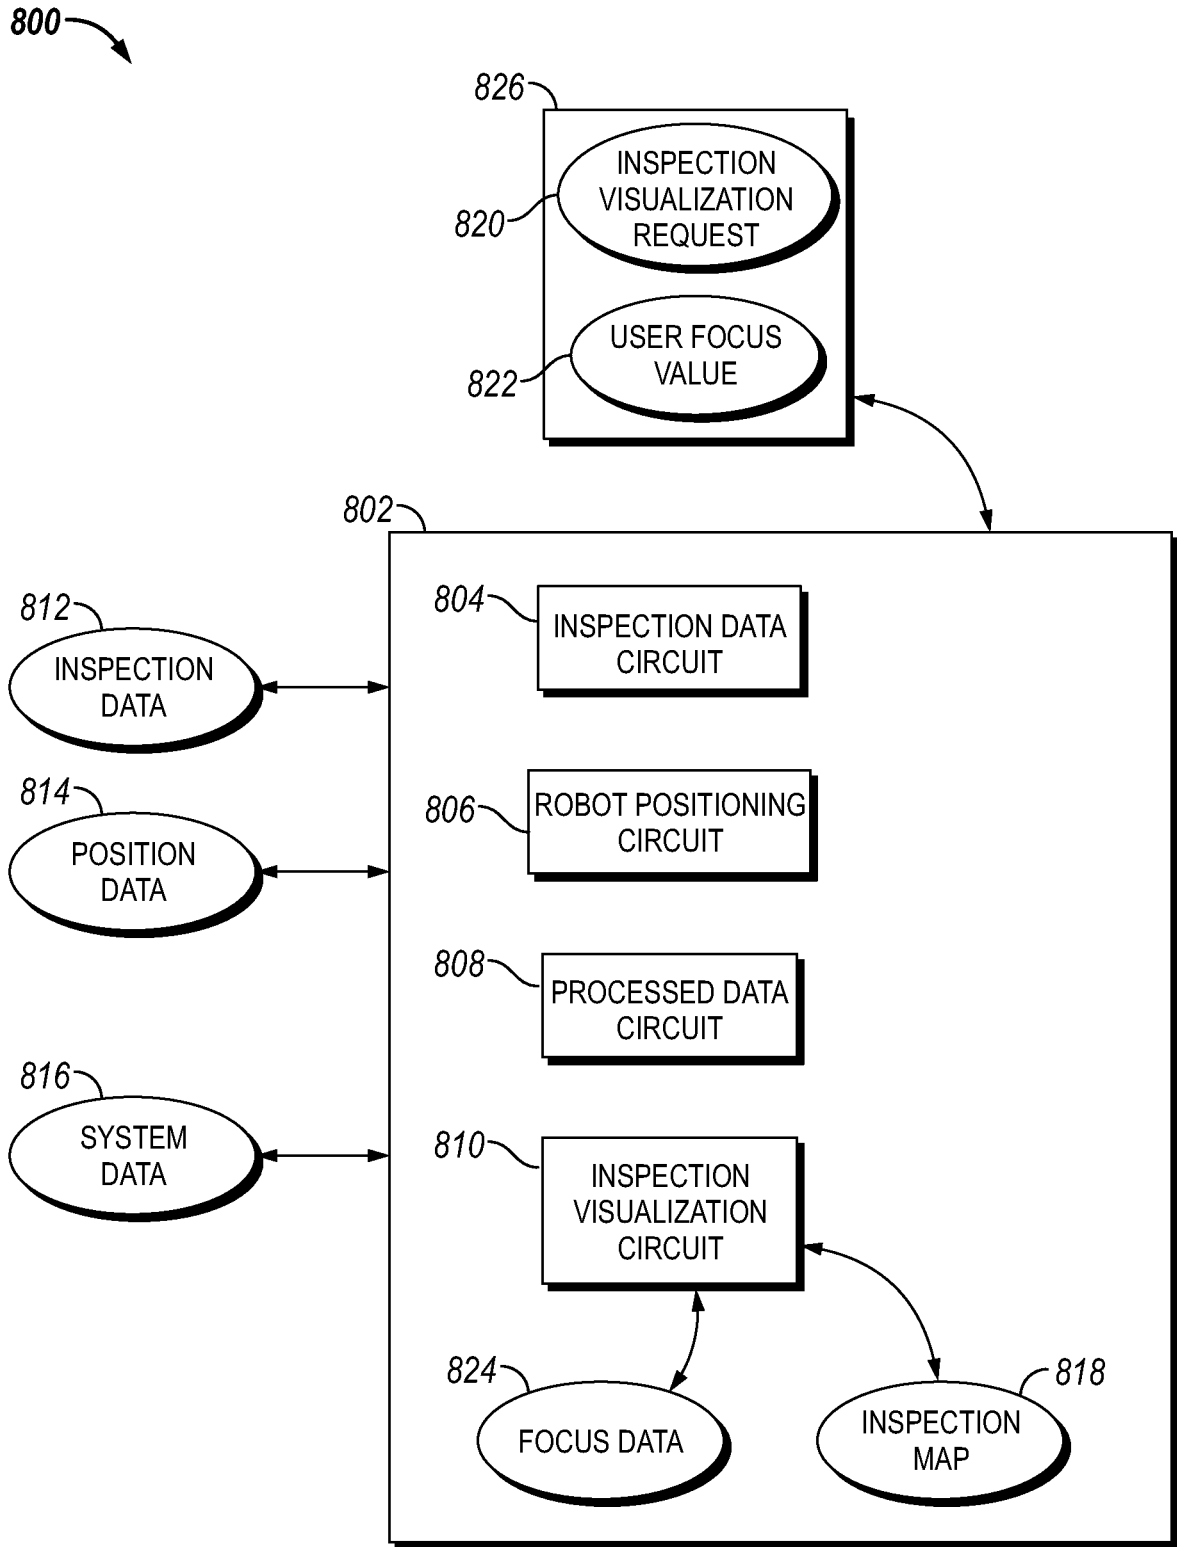 800
826
INSPECTION
VISUALIZATION
REQUEST
820
USER FOCUS
VALUE
822
802
804
INSPECTION DATA
CIRCUIT
812
INSPECTION
DATA
814
POSITION
DATA
806
ROBOT POSITIONING
CIRCUIT
808
PROCESSED DATA
CIRCUIT
816
SYSTEM
DATA
810
INSPECTION
VISUALIZATION
CIRCUIT
824
FOCUS DATA
818
INSPECTION
MAP